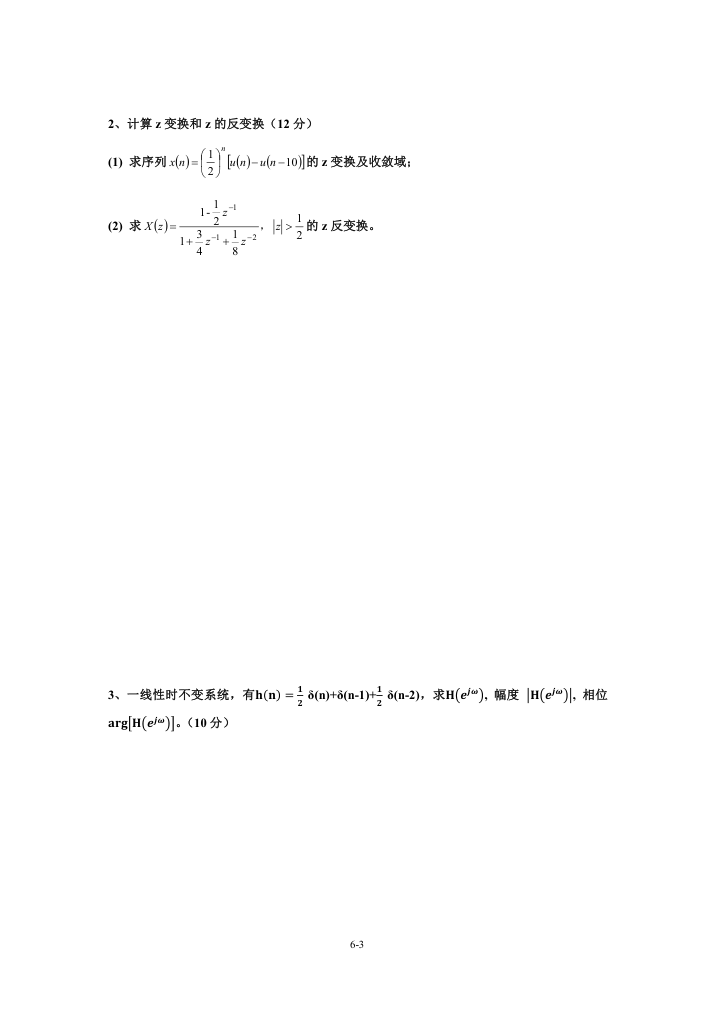 2、计算 z 变换和 z 的反变换（12 分）
(1) 求序列 x(n)=(1/2)^n [u(n)−u(n−10)]的 z 变换及收敛域；
(2) 求 X(z)=(1-1/2 z^−1)/(1+3/4 z^−1+1/8 z^−2)，|z|>1/2 的 z 反变换。
3、一线性时不变系统，有h(n)=1/2 δ(n)+δ(n-1)+1/2 δ(n-2)，求H(e^jω)，幅度 |H(e^jω)|，相位
arg[H(e^jω)]。（10 分）
6-3